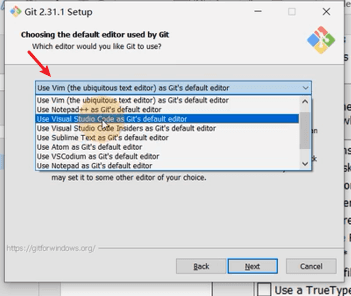 Git 2.31.1 Setup
Choosing the default editor used by Git
Which editor would you like Git to use?
Use Vim (the ubiquitous text editor) as Git's default editor
Use Vim (the ubiquitous text editor) as Git's default editor
Use Notepad++ as Git's default editor
Use Visual Studio Code as Git's default editor
Use Visual Studio Code Insiders as Git's default editor
Use Sublime Text as Git's default editor
Use Atom as Git's default editor
Use VSCodium as Git's default editor
Use Notepad as Git's default editor
may set it to some other editor of your choice.
https://gitforwindows.org/
Back
Next
Cancel
Use a TrueType